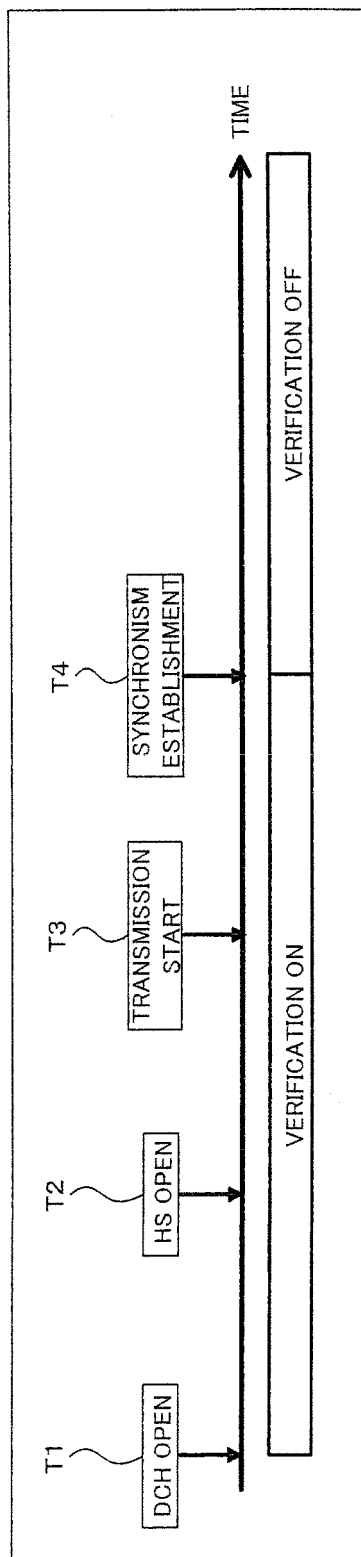 T1
T2
T3
T4
DCH OPEN
HS OPEN
TRANSMISSION
START
SYNCHRONISM
ESTABLISHMENT
TIME
VERIFICATION ON
VERIFICATION OFF